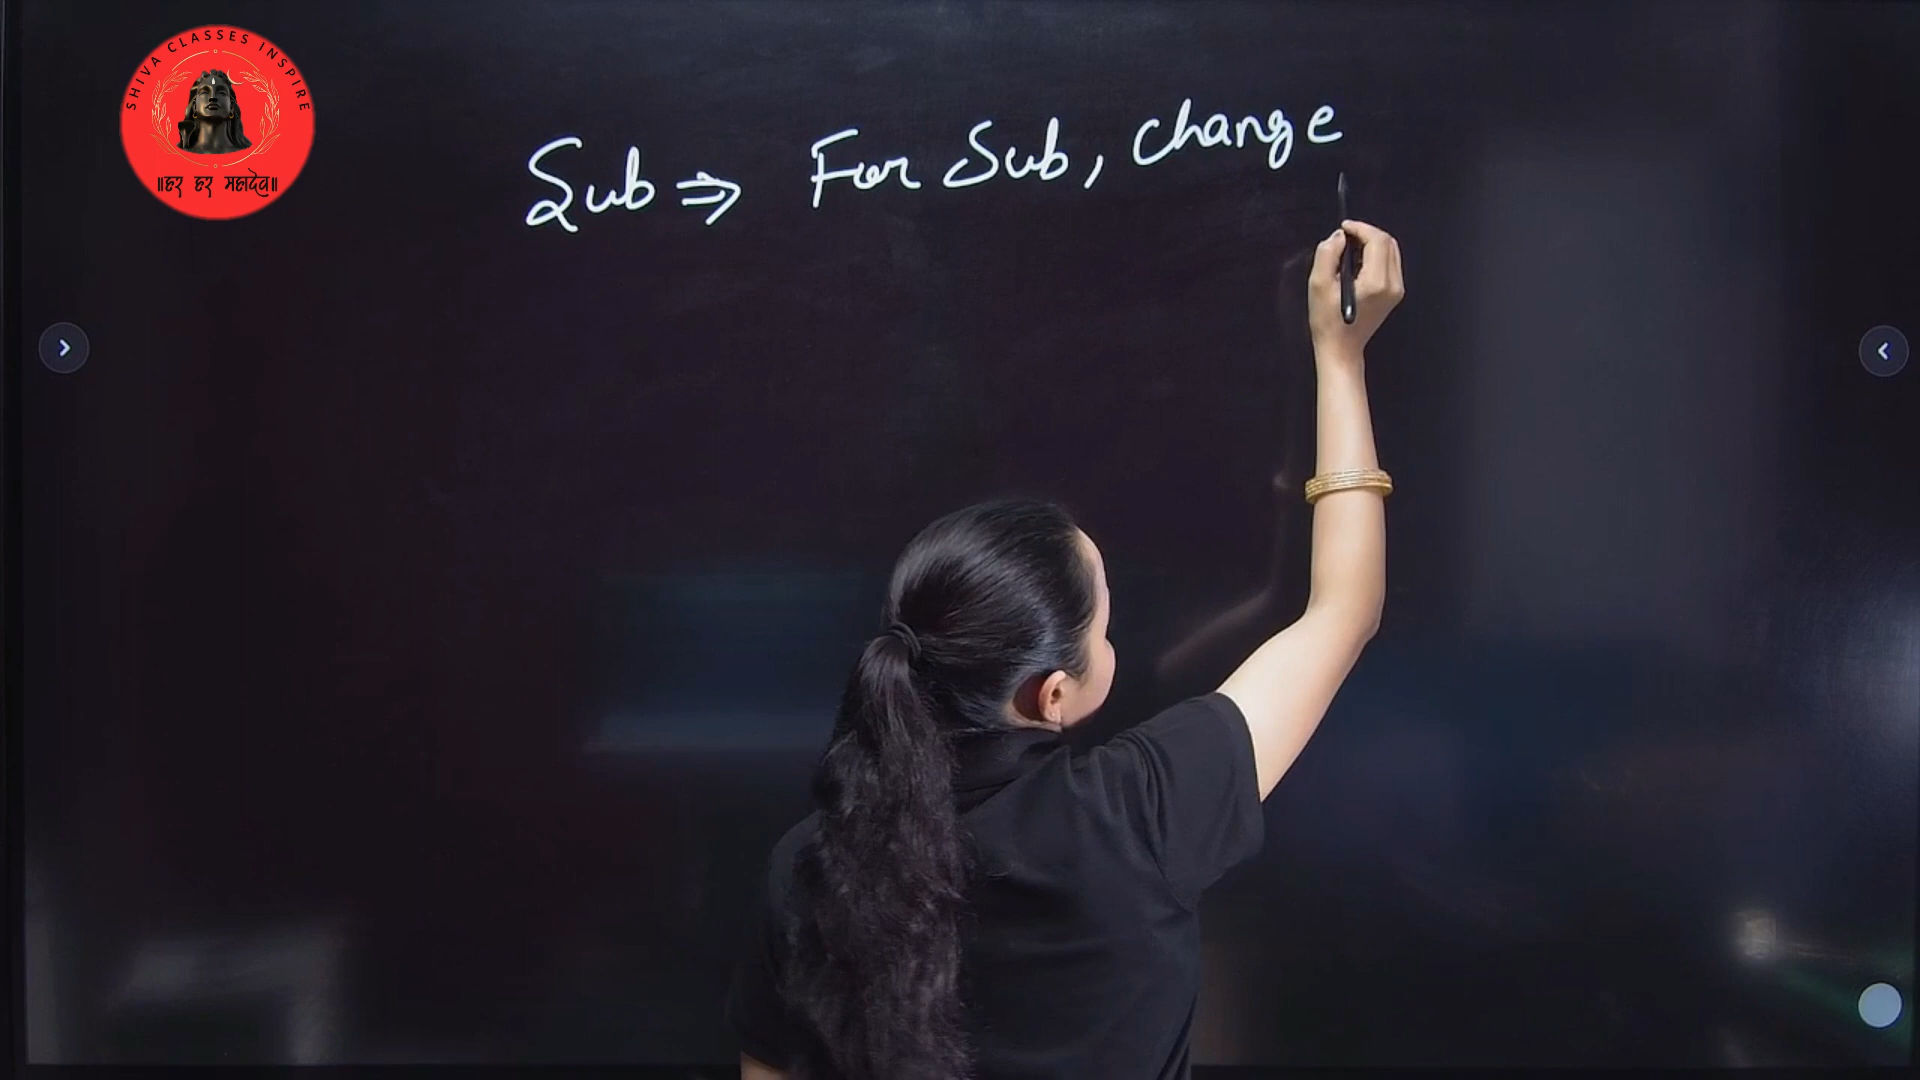 SHIVA CLASSES INSPIRE
॥हर हर महादेव॥
Sub ⇒ For Sub, Change